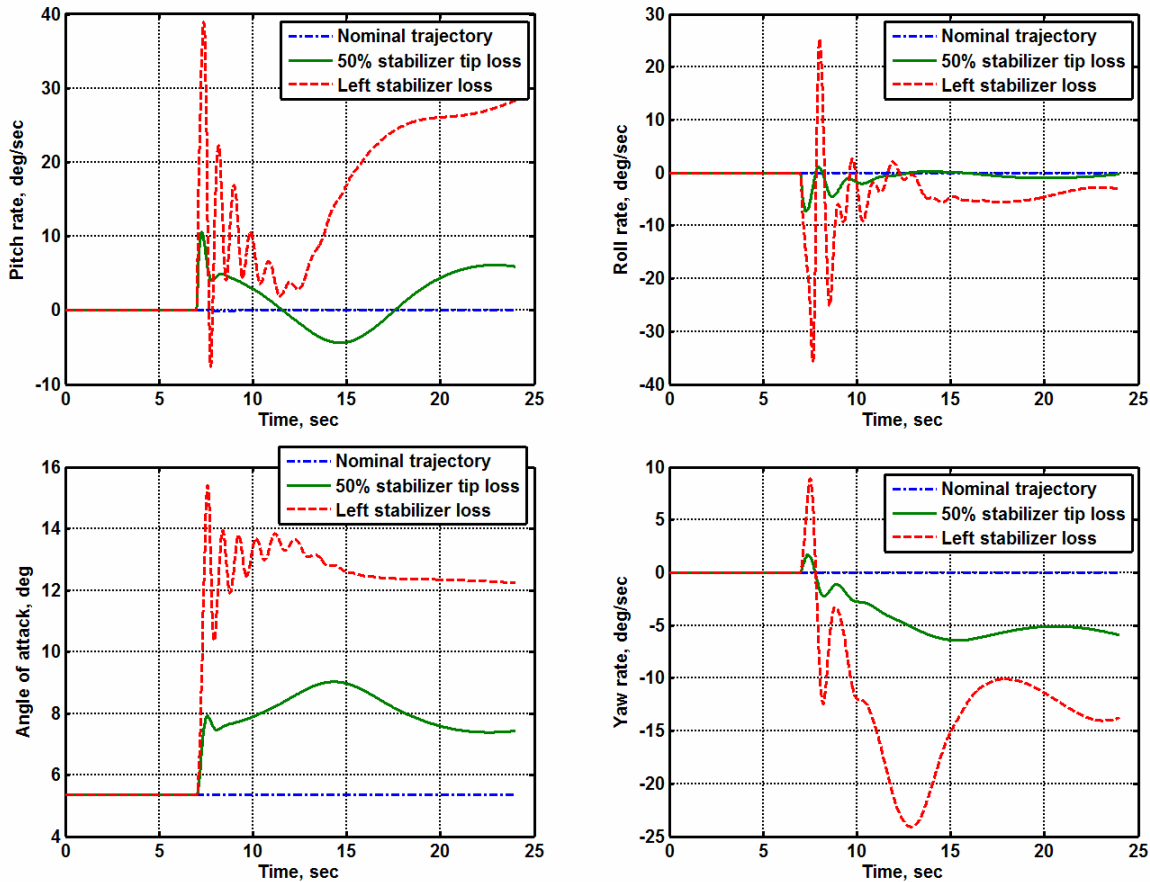 40
30
20
10
0
-10
Pitch rate, deg/sec
Nominal trajectory
50% stabilizer tip loss
Left stabilizer loss
0 5 10 15 20 25
Time, sec
30
20
10
0
-10
-20
-30
-40
Roll rate, deg/sec
Nominal trajectory
50% stabilizer tip loss
Left stabilizer loss
0 5 10 15 20 25
Time, sec
16
14
12
10
8
6
4
Angle of attack, deg
Nominal trajectory
50% stabilizer tip loss
Left stabilizer loss
0 5 10 15 20 25
Time, sec
10
5
0
-5
-10
-15
-20
-25
Yaw rate, deg/sec
Nominal trajectory
50% stabilizer tip loss
Left stabilizer loss
0 5 10 15 20 25
Time, sec